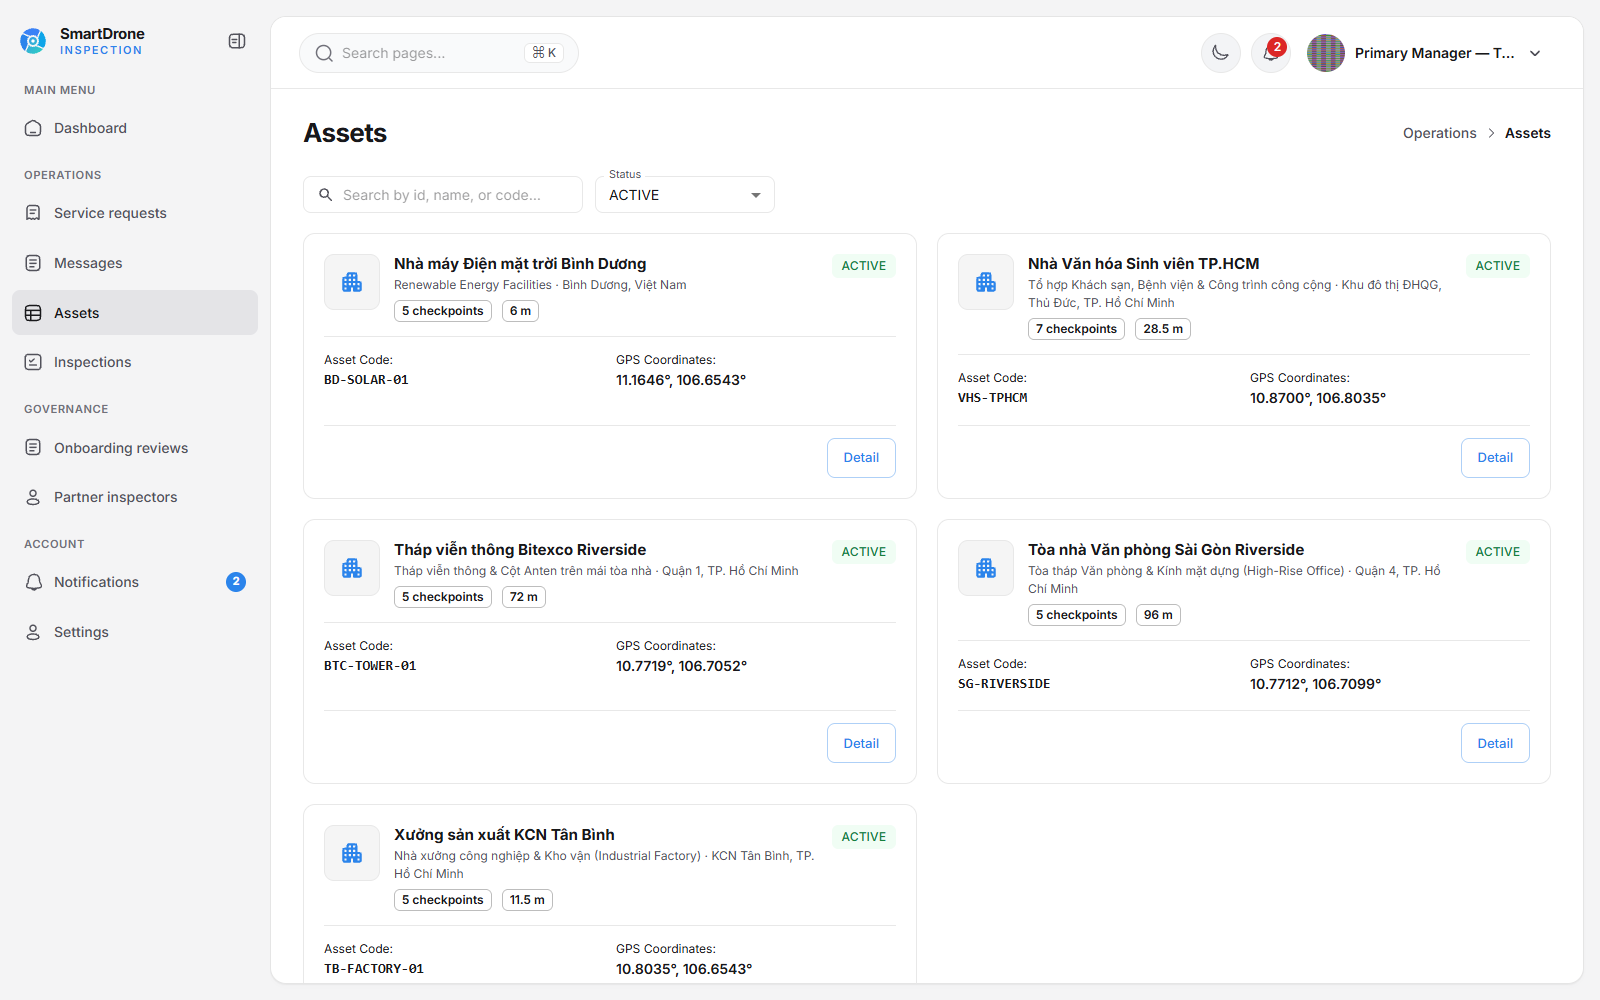 SmartDrone
INSPECTION
MAIN MENU
Dashboard
OPERATIONS
Service requests
Messages
Assets
Inspections
GOVERNANCE
Onboarding reviews
Partner inspectors
ACCOUNT
Notifications 2
Settings
Search pages... ⌘ K
2
Primary Manager — T...
Assets
Operations > Assets
Search by id, name, or code...
Status
ACTIVE
Nhà máy Điện mặt trời Bình Dương
ACTIVE
Renewable Energy Facilities · Bình Dương, Việt Nam
5 checkpoints 6 m
Asset Code:
BD-SOLAR-01
GPS Coordinates:
11.1646°, 106.6543°
Detail
Nhà Văn hóa Sinh viên TP.HCM
ACTIVE
Tổ hợp Khách sạn, Bệnh viện & Công trình công cộng · Khu đô thị ĐHQG,
Thủ Đức, TP. Hồ Chí Minh
7 checkpoints 28.5 m
Asset Code:
VHS-TPHCM
GPS Coordinates:
10.8700°, 106.8035°
Detail
Tháp viễn thông Bitexco Riverside
ACTIVE
Tháp viễn thông & Cột Anten trên mái tòa nhà · Quận 1, TP. Hồ Chí Minh
5 checkpoints 72 m
Asset Code:
BTC-TOWER-01
GPS Coordinates:
10.7719°, 106.7052°
Detail
Tòa nhà Văn phòng Sài Gòn Riverside
ACTIVE
Tòa tháp Văn phòng & Kính mặt dựng (High-Rise Office) · Quận 4, TP. Hồ
Chí Minh
5 checkpoints 96 m
Asset Code:
SG-RIVERSIDE
GPS Coordinates:
10.7712°, 106.7099°
Detail
Xưởng sản xuất KCN Tân Bình
ACTIVE
Nhà xưởng công nghiệp & Kho vận (Industrial Factory) · KCN Tân Bình, TP.
Hồ Chí Minh
5 checkpoints 11.5 m
Asset Code:
TB-FACTORY-01
GPS Coordinates:
10.8035°, 106.6543°